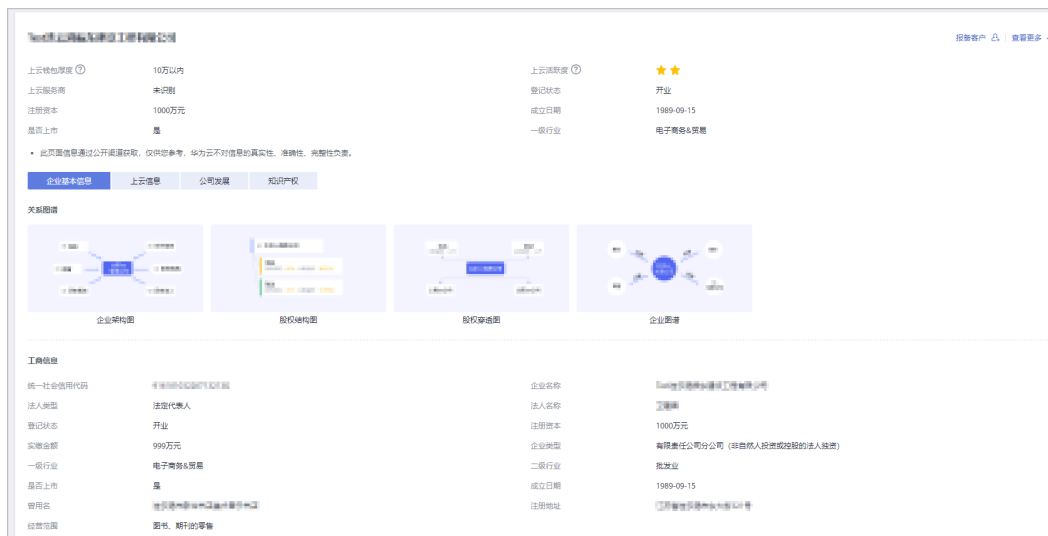 报备客户 查看更多
上云钱包厚度 10万以内 上云活跃度
上云服务商 未识别 登记状态 开业
注册资本 1000万元 成立日期 1989-09-15
是否上市 是 一级行业 电子商务&贸易
• 此页面信息通过公开渠道获取，仅供您参考，华为云不对信息的真实性、准确性、完整性负责。
企业基本信息 上云信息 公司发展 知识产权
关系图谱
企业架构图 股权结构图 股权穿透图 企业图谱
工商信息
统一社会信用代码 企业名称
法人类型 法定代表人 法人名称
登记状态 开业 注册资本 1000万元
实缴金额 999万元 企业类型 有限责任公司分公司（非自然人投资或控股的法人独资）
一级行业 电子商务&贸易 二级行业 批发业
是否上市 是 成立日期 1989-09-15
曾用名 注册地址
经营范围 图书、期刊的零售